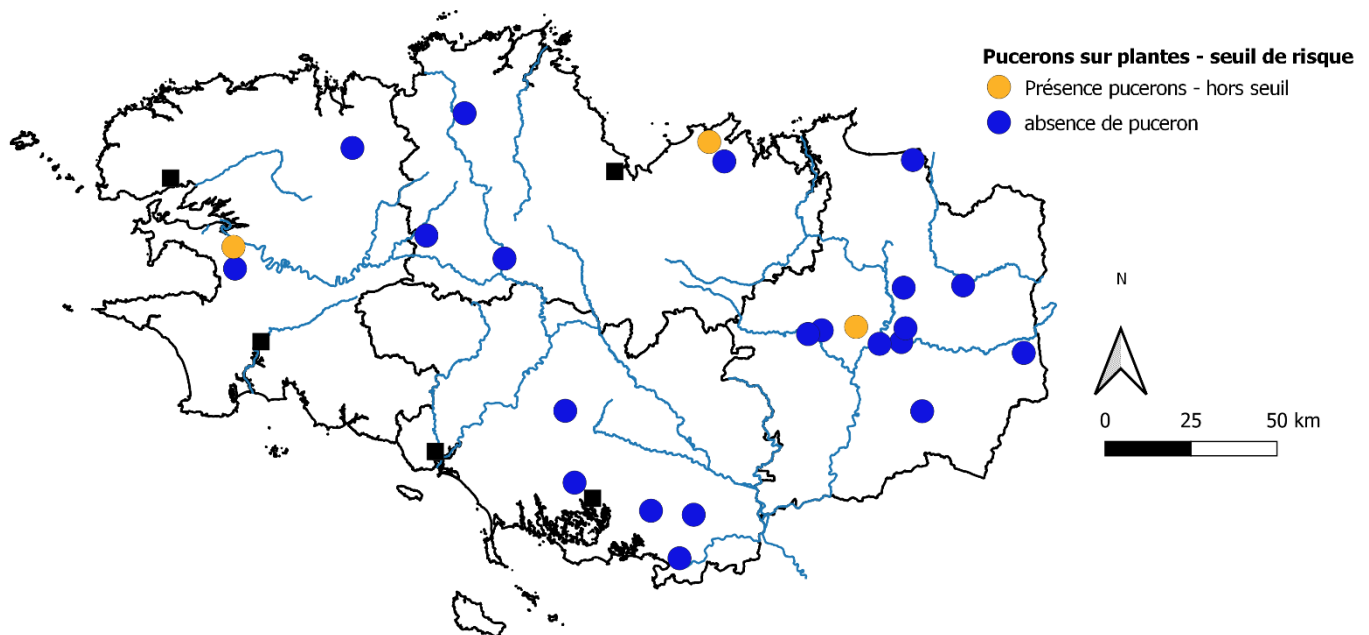 Pucerons sur plantes - seuil de risque
Présence pucerons - hors seuil
absence de puceron
N
0 25 50 km